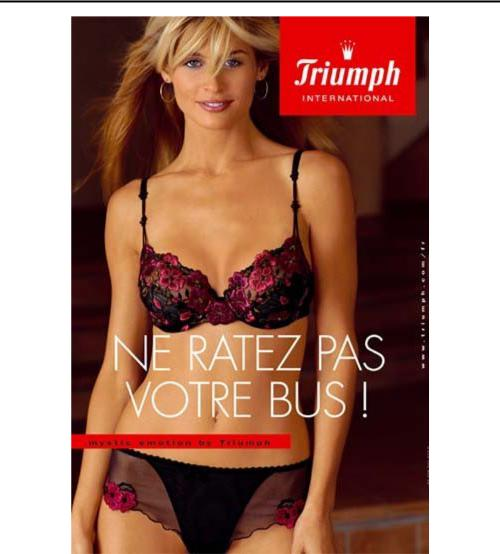 Triumph
INTERNATIONAL
www.triumph.com/fr
NE RATEZ PAS
VOTRE BUS !
mystic emotion by Triumph